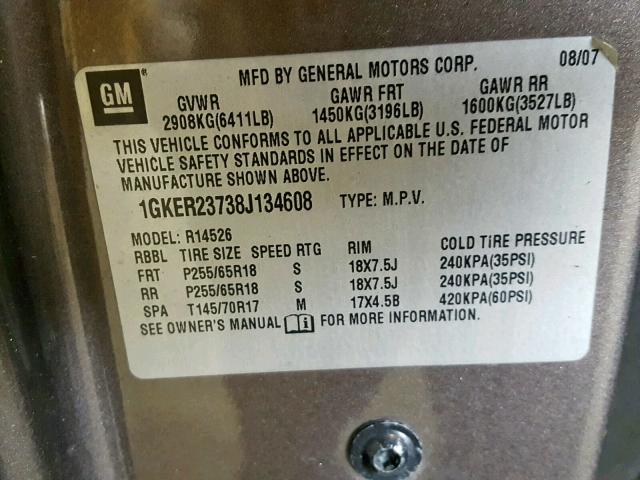 MFD BY GENERAL MOTORS CORP. 08/07
GM ®
GVWR GAWR FRT GAWR RR
2908KG(6411LB) 1450KG(3196LB) 1600KG(3527LB)
THIS VEHICLE CONFORMS TO ALL APPLICABLE U.S. FEDERAL MOTOR
VEHICLE SAFETY STANDARDS IN EFFECT ON THE DATE OF
MANUFACTURE SHOWN ABOVE.
1GKER23738J134608 TYPE: M.P.V.
MODEL: R14526
RBBL TIRE SIZE SPEED RTG RIM COLD TIRE PRESSURE
FRT P255/65R18 S 18X7.5J 240KPA(35PSI)
RR P255/65R18 S 18X7.5J 240KPA(35PSI)
SPA T145/70R17 M 17X4.5B 420KPA(60PSI)
SEE OWNER'S MANUAL FOR MORE INFORMATION.